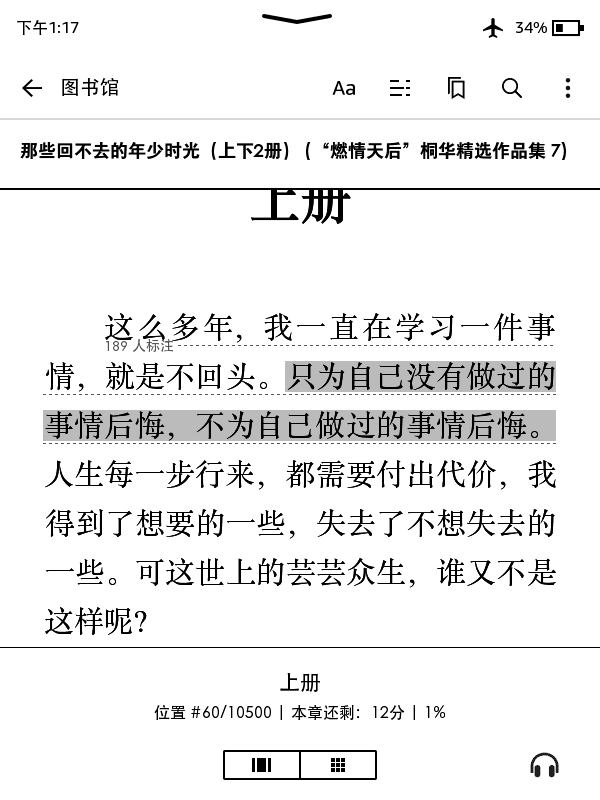 下午1:17
34%
图书馆
Aa
那些回不去的年少时光（上下2册）（“燃情天后”桐华精选作品集 7）
上册
这么多年，我一直在学习一件事
189 人标注
情，就是不回头。只为自己没有做过的
事情后悔，不为自己做过的事情后悔。
人生每一步行来，都需要付出代价，我
得到了想要的一些，失去了不想失去的
一些。可这世上的芸芸众生，谁又不是
这样呢？
上册
位置 #60/10500 | 本章还剩：12分 | 1%